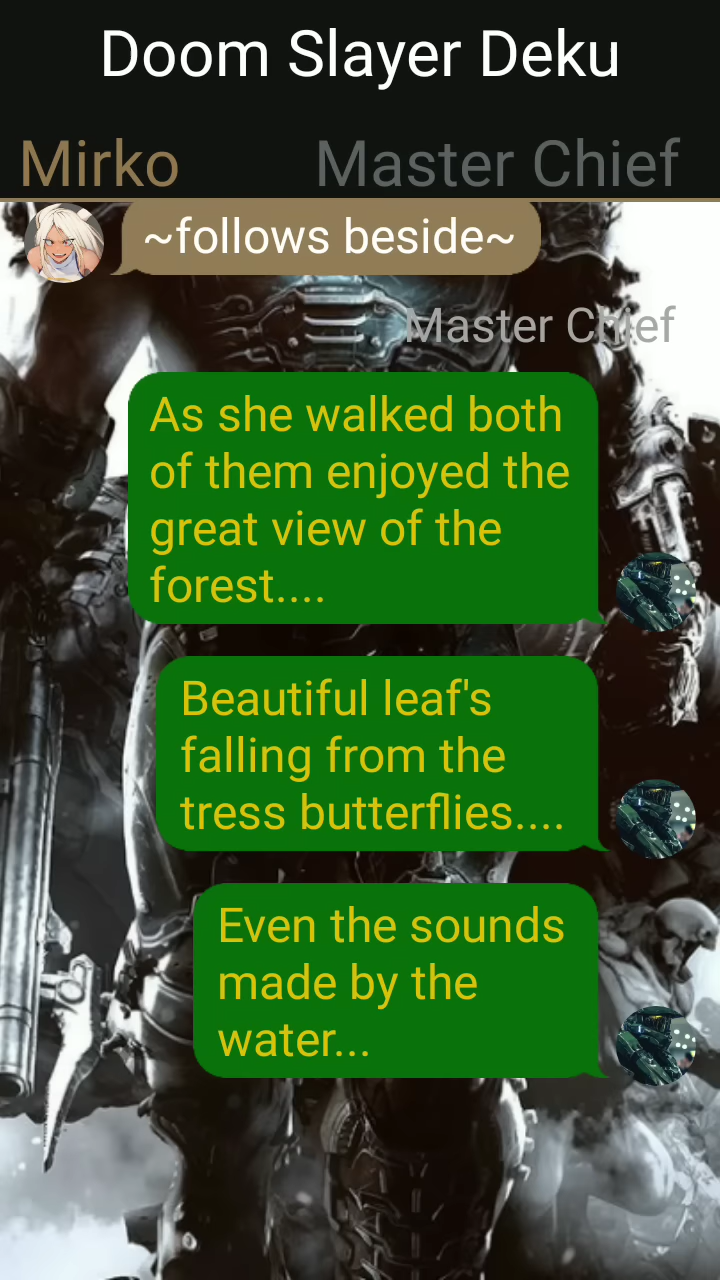 Doom Slayer Deku
Mirko
Master Chief
~follows beside~
Master Chief
As she walked both
of them enjoyed the
great view of the
forest....
Beautiful leaf's
falling from the
tress butterflies....
Even the sounds
made by the
water...